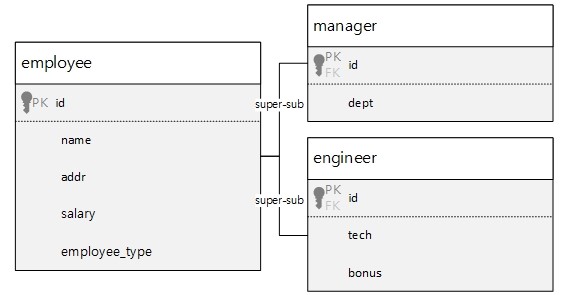 employee
PK id
name
addr
salary
employee_type
super-sub
super-sub
manager
PK
FK
id
dept
engineer
PK
FK
id
tech
bonus